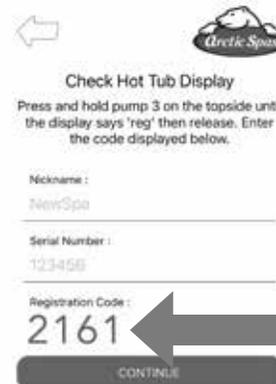 Arctic Spas
Check Hot Tub Display
Press and hold pump 3 on the topside unt
the display says 'reg' then release. Enter
the code displayed below.
Nickname :
NewSpa
Serial Number :
123456
Registration Code :
2161
CONTINUE